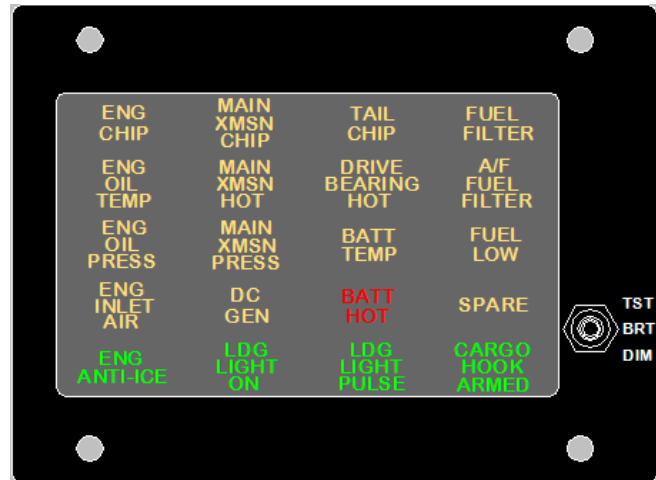 ENG
CHIP
MAIN
XMSN
CHIP
TAIL
CHIP
FUEL
FILTER
ENG
OIL
TEMP
MAIN
XMSN
HOT
DRIVE
BEARING
HOT
A/F
FUEL
FILTER
ENG
OIL
PRESS
MAIN
XMSN
PRESS
BATT
TEMP
FUEL
LOW
ENG
INLET
AIR
DC
GEN
BATT
HOT
SPARE
ENG
ANTI-ICE
LDG
LIGHT
ON
LDG
LIGHT
PULSE
CARGO
HOOK
ARMED
TST
BRT
DIM